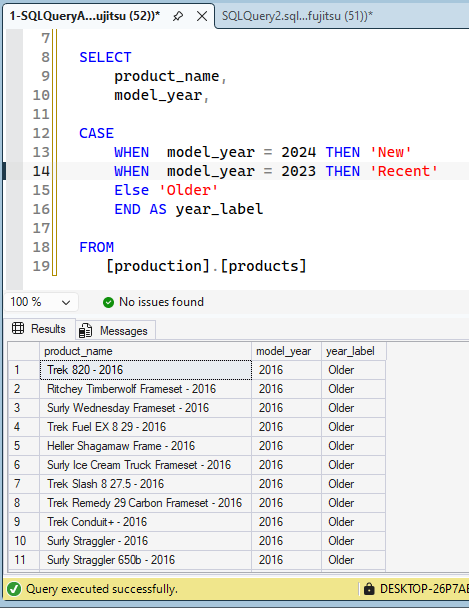 1-SQLQueryA...ujitsu (52))* SQLQuery2.sql...fujitsu (51))*
7
8 SELECT
9 product_name,
10 model_year,
11
12 CASE
13 WHEN model_year = 2024 THEN 'New'
14 WHEN model_year = 2023 THEN 'Recent'
15 Else 'Older'
16 END AS year_label
17
18 FROM
19 [production].[products]
100 % No issues found
Results Messages
product_name model_year year_label
1 Trek 820 - 2016 2016 Older
2 Ritchey Timberwolf Frameset - 2016 2016 Older
3 Surly Wednesday Frameset - 2016 2016 Older
4 Trek Fuel EX 8 29 - 2016 2016 Older
5 Heller Shagamaw Frame - 2016 2016 Older
6 Surly Ice Cream Truck Frameset - 2016 2016 Older
7 Trek Slash 8 27.5 - 2016 2016 Older
8 Trek Remedy 29 Carbon Frameset - 2016 2016 Older
9 Trek Conduit+ - 2016 2016 Older
10 Surly Straggler - 2016 2016 Older
11 Surly Straggler 650b - 2016 2016 Older
Query executed successfully. DESKTOP-26P7AE